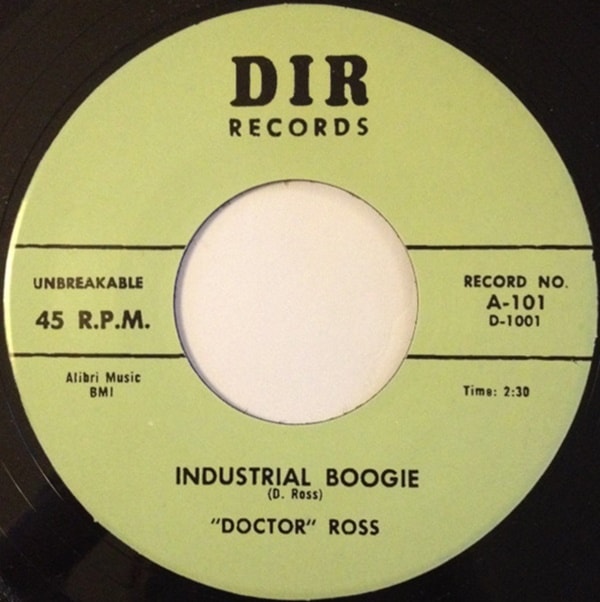 DIR
RECORDS
UNBREAKABLE
45 R.P.M.
RECORD NO.
A-101
D-1001
Alibri Music
BMI
Time: 2:30
INDUSTRIAL BOOGIE
(D. Ross)
"DOCTOR" ROSS